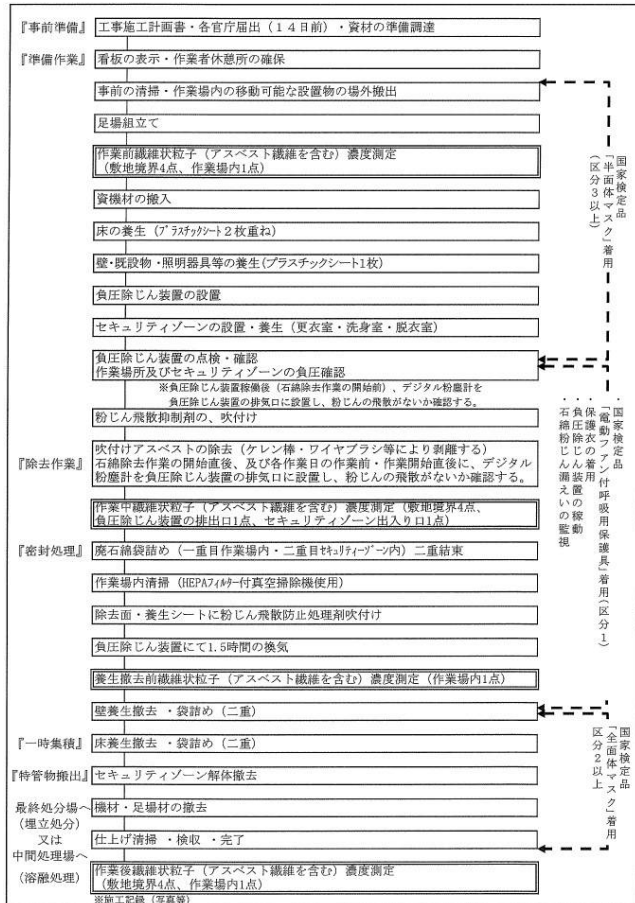 『事前準備』 工事施工計画書・各官庁届出（１４日前）・資材の準備調達
『準備作業』 看板の表示・作業者休憩所の確保
事前の清掃・作業場内の移動可能な設置物の場外搬出
足場組立て
作業前繊維状粒子（アスベスト繊維を含む）濃度測定
（敷地境界4点、作業場内1点）
資機材の搬入
床の養生（プラスチックシート２枚重ね）
壁・既設物・照明器具等の養生(プラスチックシート1枚)
負圧除じん装置の設置
セキュリティゾーンの設置・養生（更衣室・洗身室・脱衣室）
負圧除じん装置の点検・確認
作業場所及びセキュリティゾーンの負圧確認
※負圧除じん装置稼働後（石綿除去作業の開始前）、デジタル粉塵計を
負圧除じん装置の排気口に設置し、粉じんの飛散がないか確認する。
粉じん飛散抑制剤の、吹付け
『除去作業』 吹付けアスベストの除去（ケレン棒・ワイヤブラシ等により剥離する）
石綿除去作業の開始直後、及び各作業日の作業前・作業開始直後に、デジタル
粉塵計を負圧除じん装置の排気口に設置し、粉じんの飛散がないか確認する。
作業中繊維状粒子（アスベスト繊維を含む）濃度測定（敷地境界4点、
負圧除じん装置の排出口1点、セキュリティゾーン出入り口1点）
『密封処理』 廃石綿袋詰め（一重目作業場内・二重目セキュリティーゾーン内）二重結束
作業場内清掃（HEPAフィルター付真空掃除機使用）
除去面・養生シートに粉じん飛散防止処理剤吹付け
負圧除じん装置にて1.5時間の換気
養生撤去前繊維状粒子（アスベスト繊維を含む）濃度測定（作業場内1点）
壁養生撤去 ・袋詰め（二重）
『一時集積』 床養生撤去 ・袋詰め（二重）
『特管物搬出』 セキュリティゾーン解体撤去
最終処分場へ 機材・足場材の撤去
（埋立処分）
又は 仕上げ清掃 ・検収 ・完了
中間処理場へ
（溶融処理） 作業後繊維状粒子（アスベスト繊維を含む）濃度測定
（敷地境界4点、作業場内1点）
※施工記録（写真等）
国家検定品
「半面体マスク」着用
（区分3以上）
・国家検定品
「電動ファン付呼吸用保護具」着用（区分1）
・保護衣の着用
・負圧除じん装置の稼動
・石綿粉じん漏えいの監視
国家検定品
「全面体マスク」着用
区分2以上